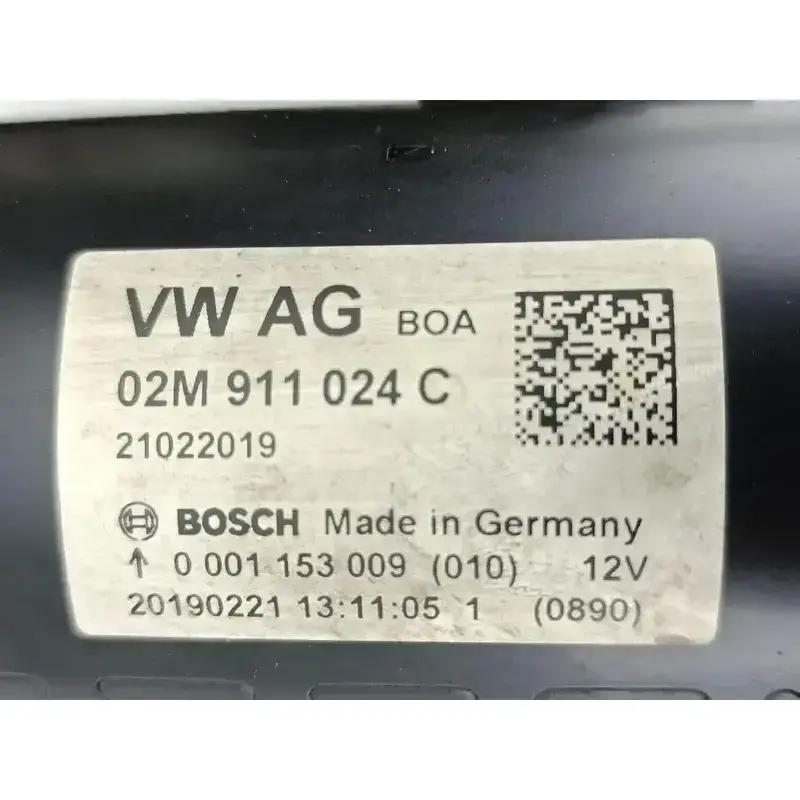 VW AG BOA
02M 911 024 C
21022019
BOSCH Made in Germany
↑ 0 001 153 009 (010) 12V
20190221 13:11:05 1 (0890)